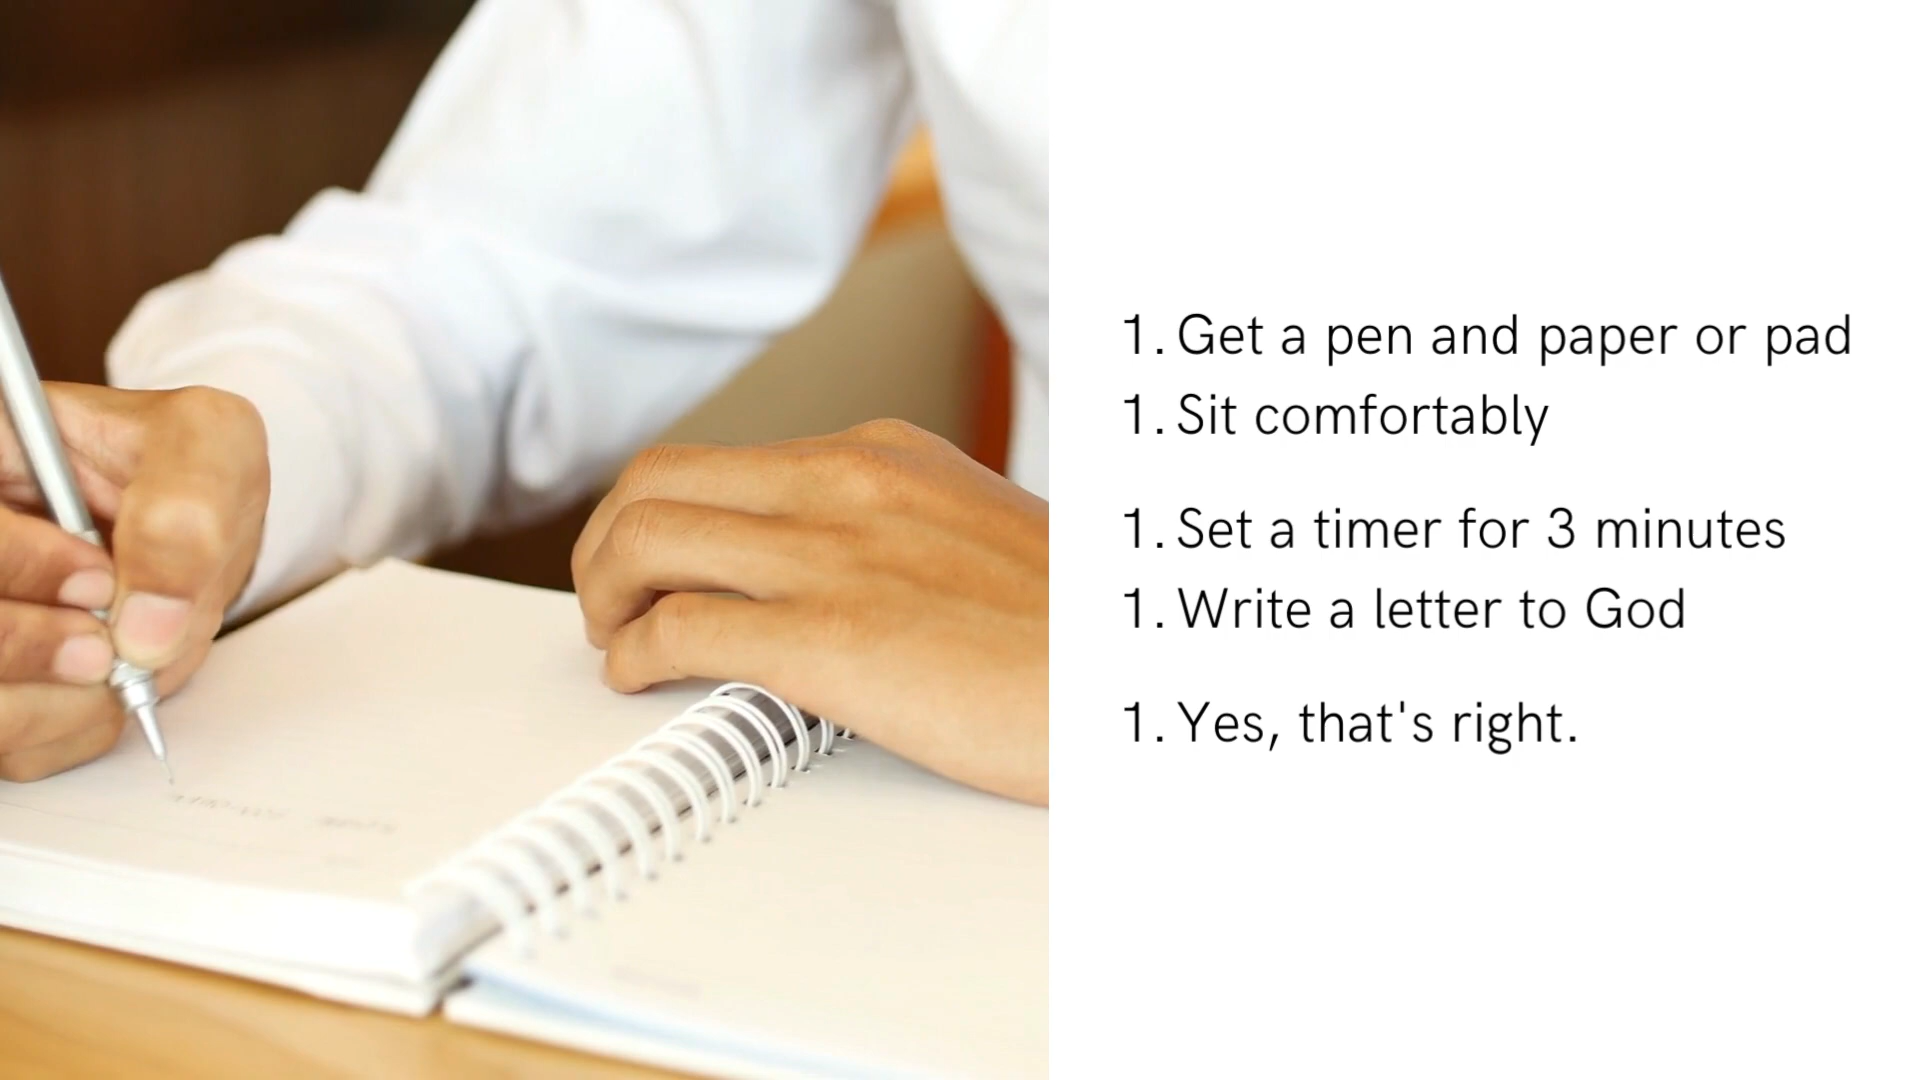 1. Get a pen and paper or pad
1. Sit comfortably
1. Set a timer for 3 minutes
1. Write a letter to God
1. Yes, that's right.